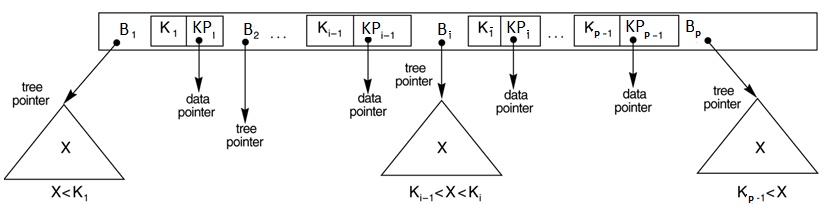 B₁ K₁ KP₁ B₂ ... Kᵢ₋₁ KPᵢ₋₁ Bᵢ Kᵢ KPᵢ ... Kₚ₋₁ KPₚ₋₁ Bₚ
tree pointer
data pointer
tree pointer
data pointer
tree pointer
data pointer
data pointer
tree pointer
X X X
X<K₁ Kᵢ₋₁<X<Kᵢ Kₚ₋₁<X